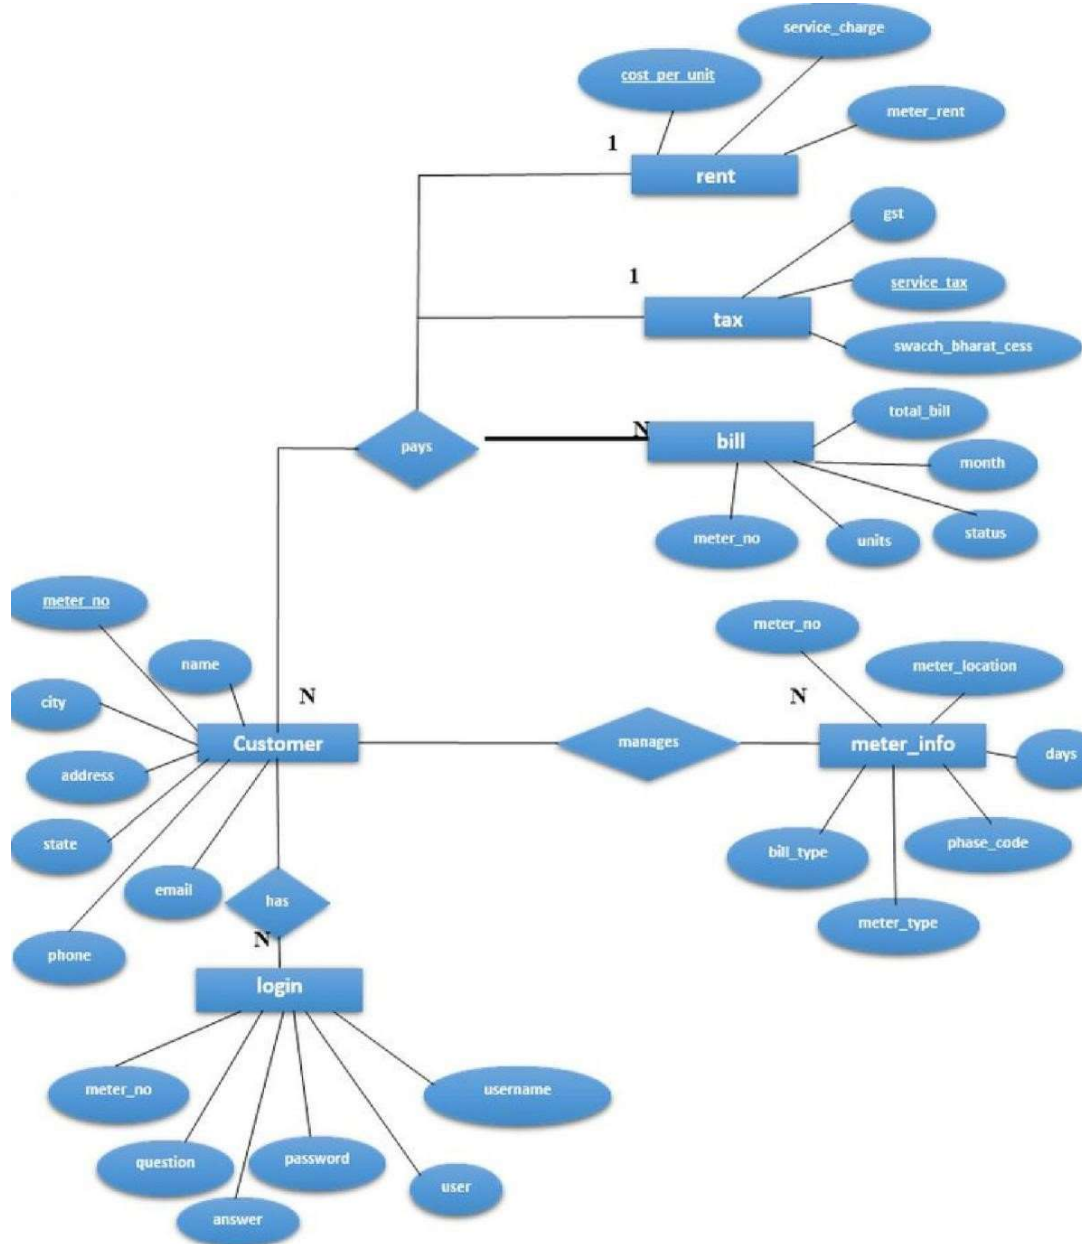 service_charge
cost_per_unit
meter_rent
1
rent
gst
1
service_tax
tax
swacch_bharat_cess
total_bill
N
bill
pays
month
meter_no
units
status
meter_no
name
meter_no
meter_location
city
N
N
Customer
manages
meter_info
days
address
state
bill_type
phase_code
email
has
meter_type
N
phone
login
meter_no
username
question
password
user
answer